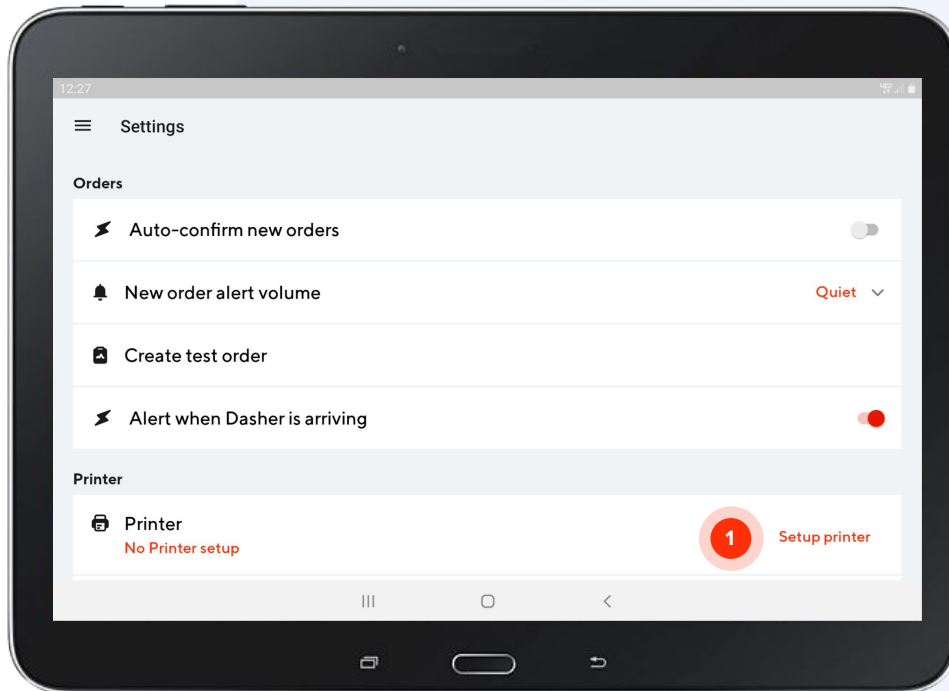 12:27
Settings
Orders
Auto-confirm new orders
New order alert volume
Quiet
Create test order
Alert when Dasher is arriving
Printer
Printer
No Printer setup
1
Setup printer